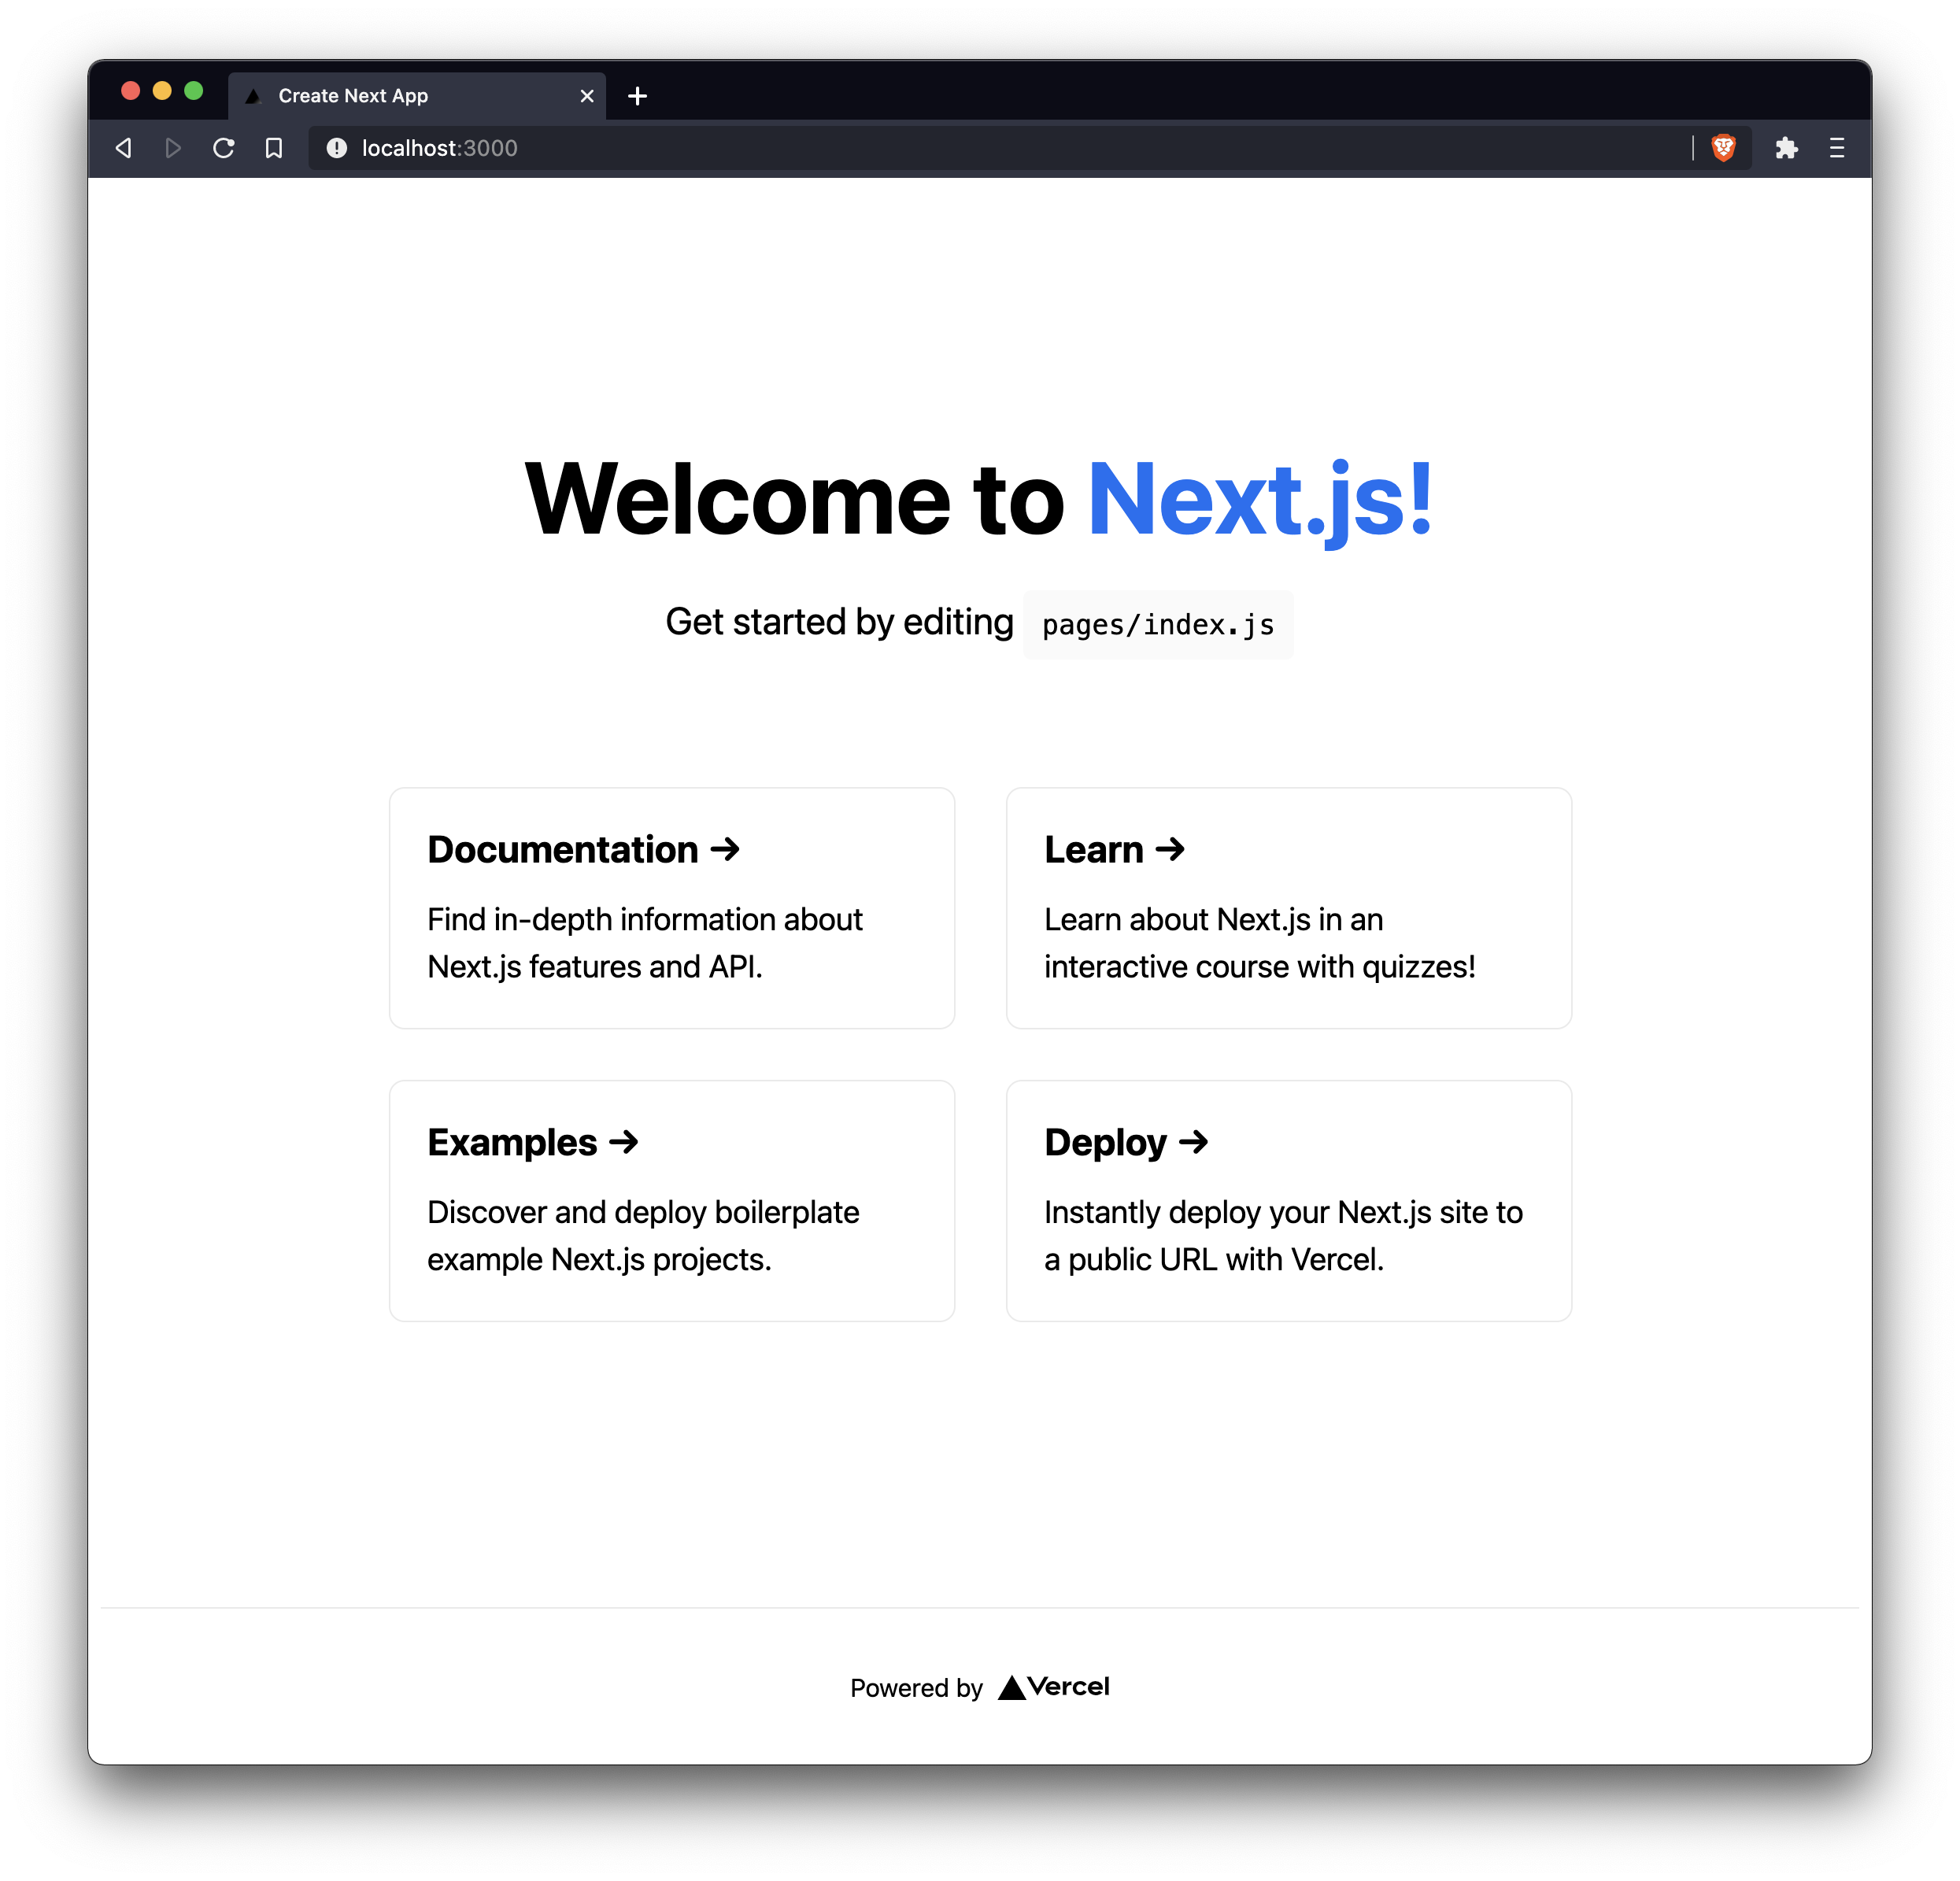 Create Next App
localhost:3000
Welcome to Next.js!
Get started by editing pages/index.js
Documentation →
Find in-depth information about
Next.js features and API.
Learn →
Learn about Next.js in an
interactive course with quizzes!
Examples →
Discover and deploy boilerplate
example Next.js projects.
Deploy →
Instantly deploy your Next.js site to
a public URL with Vercel.
Powered by Vercel